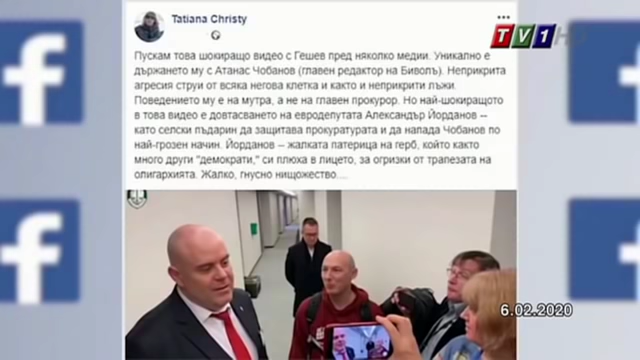 Tatiana Christy
TV1 HD
Пускам това шокиращо видео с Гешев пред няколко медии. Уникално е
държането му с Атанас Чобанов (главен редактор на Биволъ). Неприкрита
агресия струи от всяка негова клетка и както и неприкрити лъжи.
Поведението му е на мутра, а не на главен прокурор. Но най-шокиращото
в това видео е довтасването на евродепутата Александър Йорданов –
като селски пъдарин да защитава прокуратурата и да напада Чобанов по
най-грозен начин. Йорданов – жалката патерица на герб, който както
много други "демократи," си плюха в лицето, за огризки от трапезата на
олигархията. Жалко, гнусно нищожество....
6.02.2020